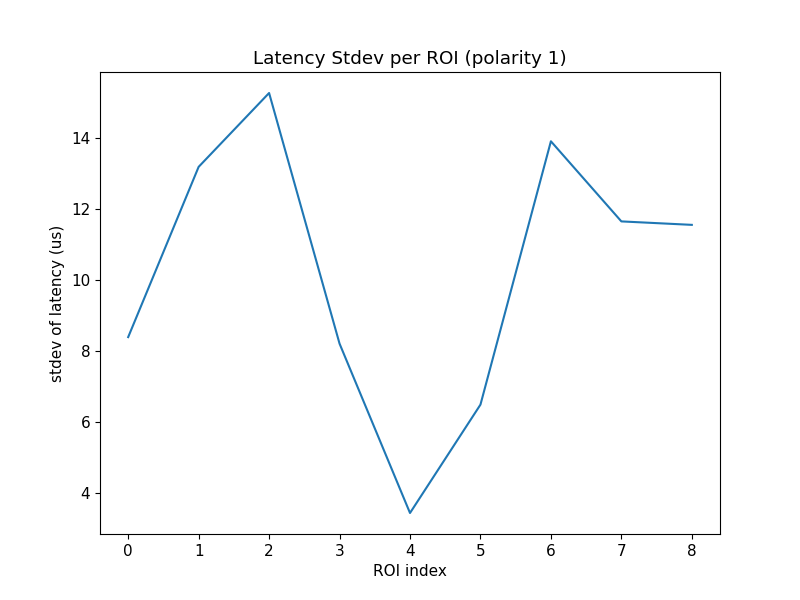 Latency Stdev per ROI (polarity 1)
stdev of latency (us)
14
12
10
8
6
4
0 1 2 3 4 5 6 7 8
ROI index